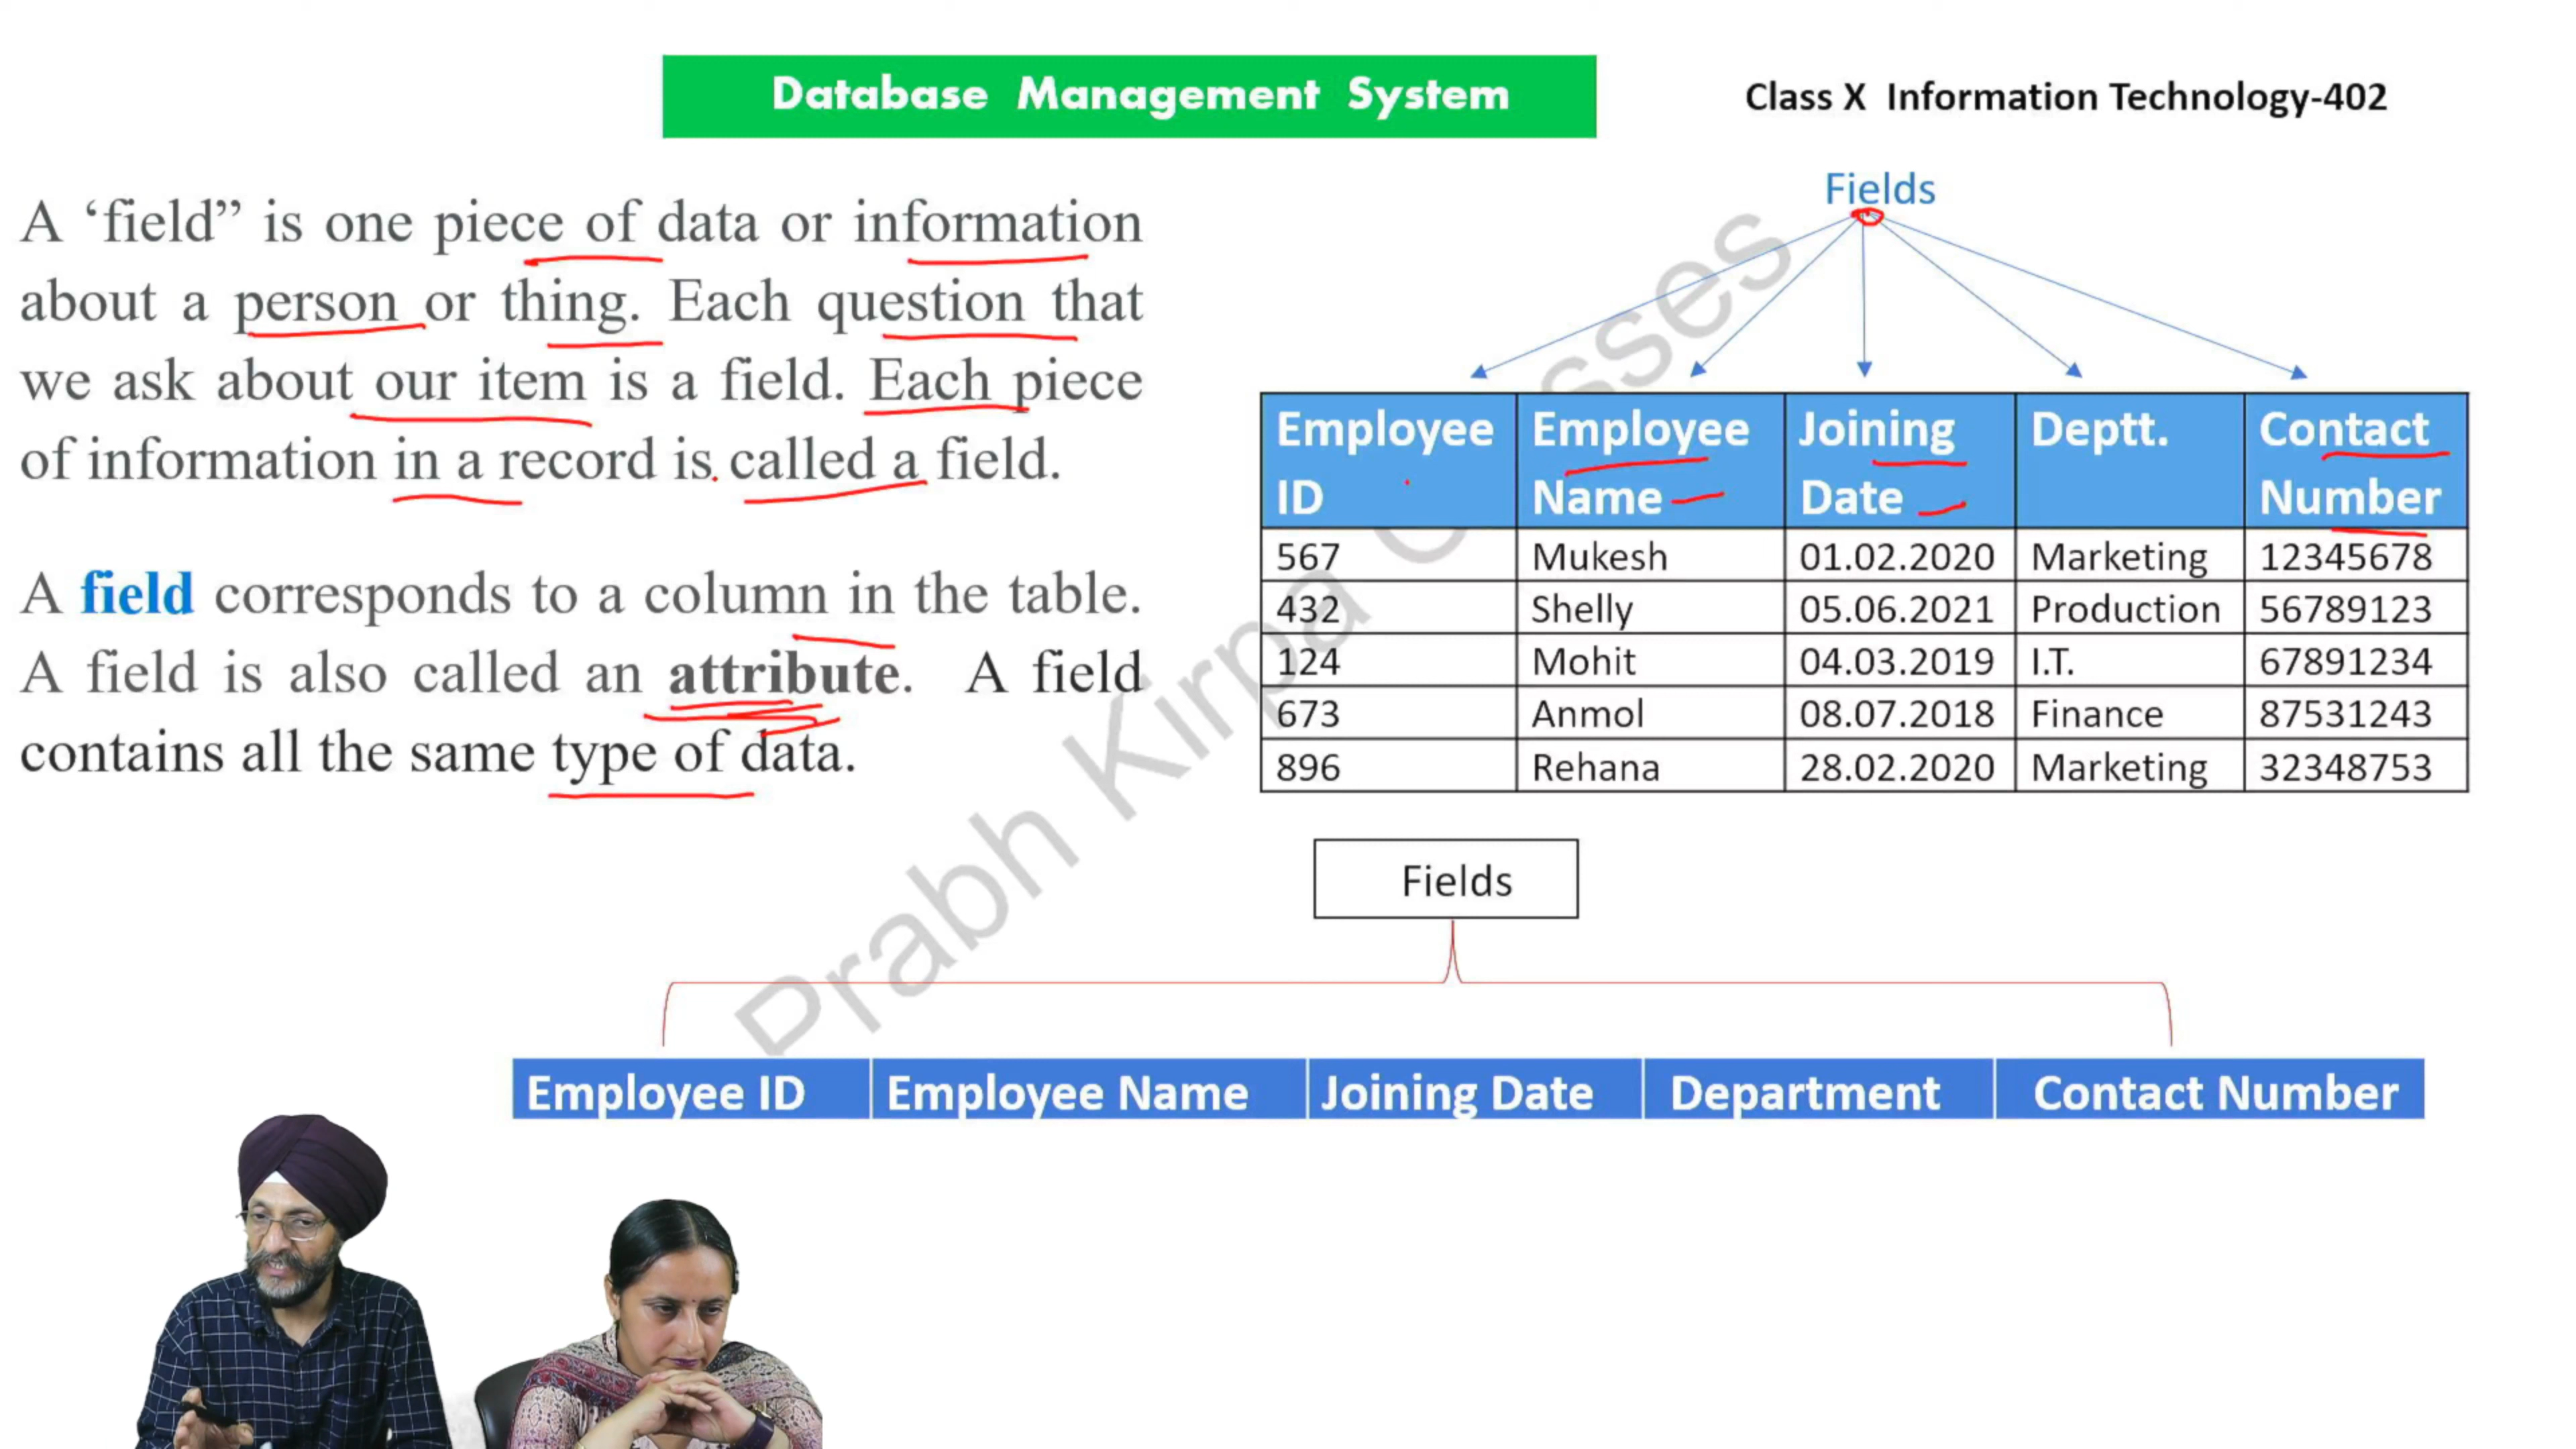 Database Management System
Class X Information Technology-402
A ‘field” is one piece of data or information
about a person or thing. Each question that
we ask about our item is a field. Each piece
of information in a record is called a field.
A field corresponds to a column in the table.
A field is also called an attribute. A field
contains all the same type of data.
Fields
Employee ID Employee Name Joining Date Deptt. Contact Number
567 Mukesh 01.02.2020 Marketing 12345678
432 Shelly 05.06.2021 Production 56789123
124 Mohit 04.03.2019 I.T. 67891234
673 Anmol 08.07.2018 Finance 87531243
896 Rehana 28.02.2020 Marketing 32348753
Fields
Employee ID Employee Name Joining Date Department Contact Number
Prabh Kirpa Classes